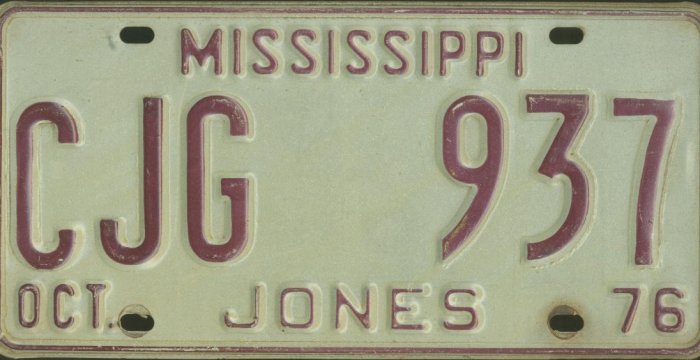 MISSISSIPPI
CJG 937
OCT. JONES 76